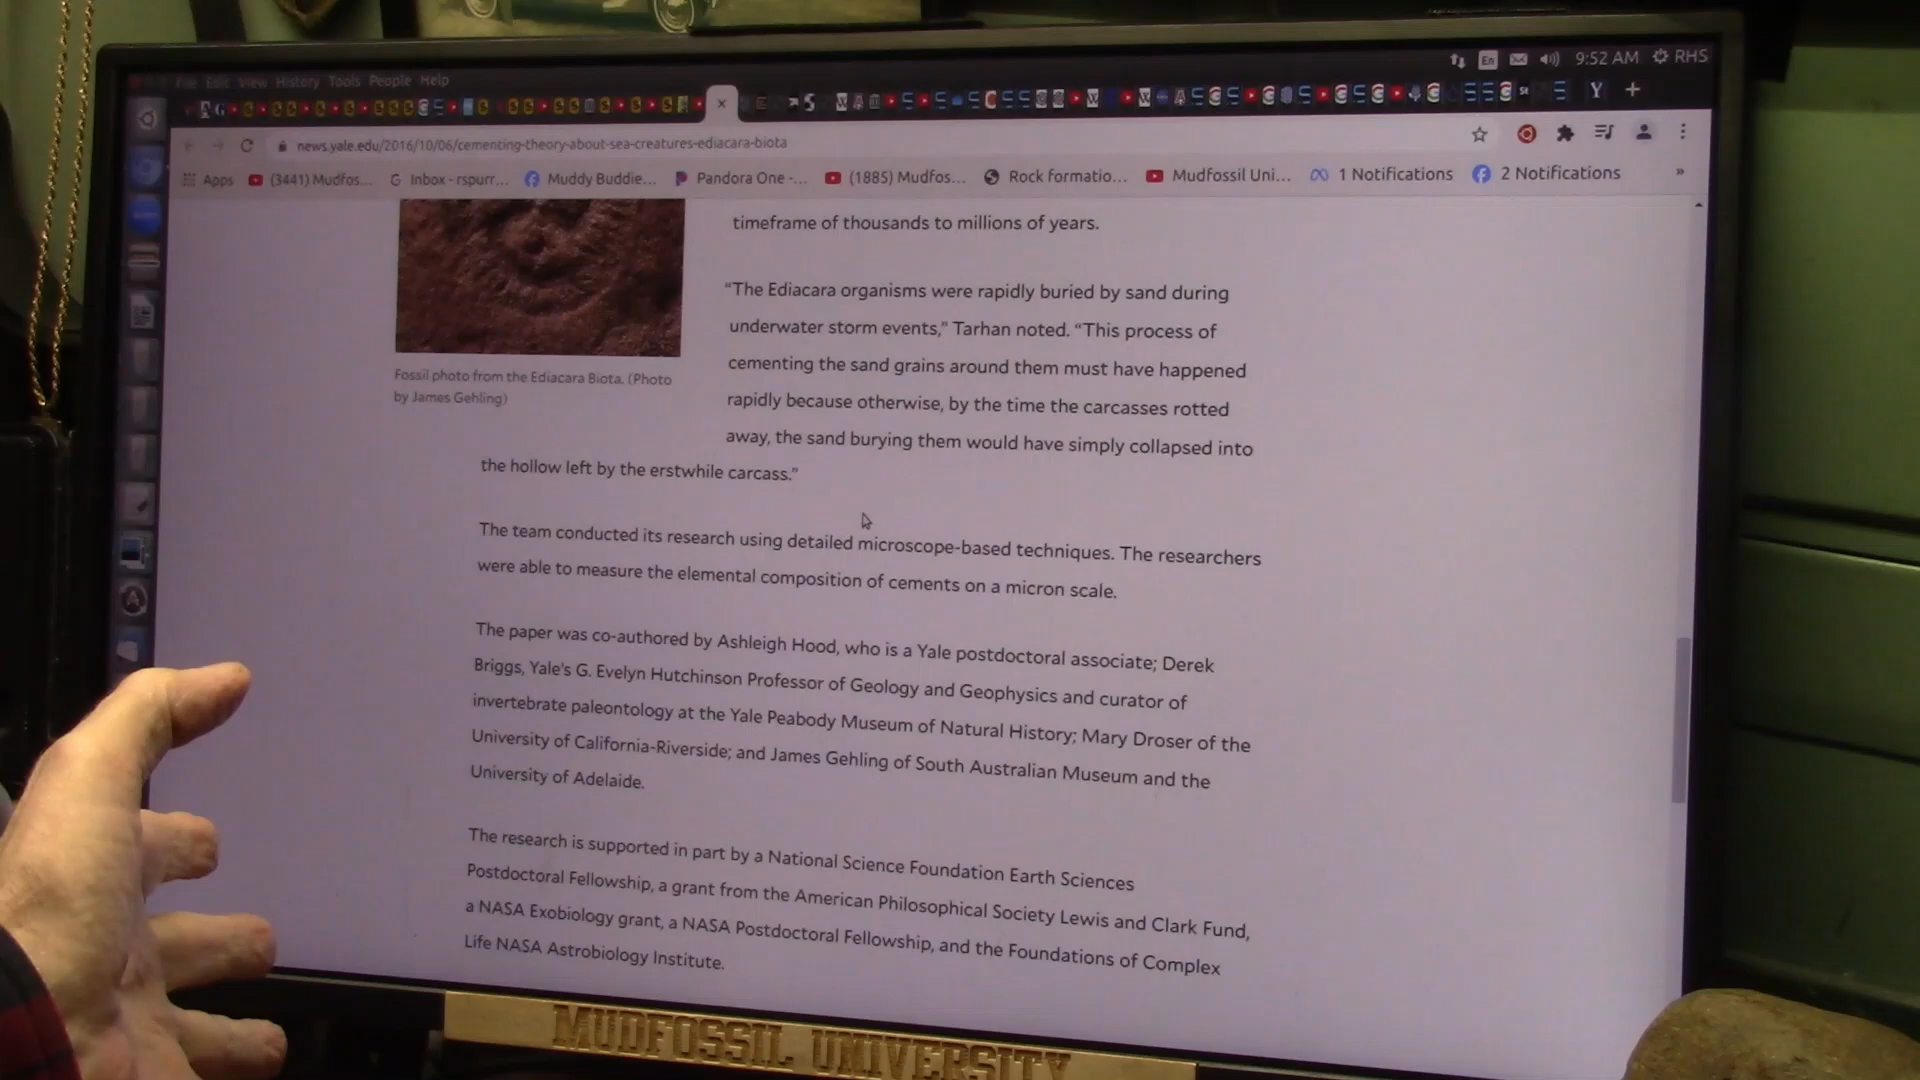 File Edit View History Tools People Help
En 9:52 AM RHS
news.yale.edu/2016/10/06/cementing-theory-about-sea-creatures-ediacara-biota
Apps (3441) Mudfos... Inbox - rspurr... Muddy Buddie... Pandora One -... (1885) Mudfos... Rock formatio... Mudfossil Uni... 1 Notifications 2 Notifications »
timeframe of thousands to millions of years.
“The Ediacara organisms were rapidly buried by sand during
underwater storm events,” Tarhan noted. “This process of
cementing the sand grains around them must have happened
rapidly because otherwise, by the time the carcasses rotted
away, the sand burying them would have simply collapsed into
the hollow left by the erstwhile carcass.”
Fossil photo from the Ediacara Biota. (Photo
by James Gehling)
The team conducted its research using detailed microscope-based techniques. The researchers
were able to measure the elemental composition of cements on a micron scale.
The paper was co-authored by Ashleigh Hood, who is a Yale postdoctoral associate; Derek
Briggs, Yale’s G. Evelyn Hutchinson Professor of Geology and Geophysics and curator of
invertebrate paleontology at the Yale Peabody Museum of Natural History; Mary Droser of the
University of California-Riverside; and James Gehling of South Australian Museum and the
University of Adelaide.
The research is supported in part by a National Science Foundation Earth Sciences
Postdoctoral Fellowship, a grant from the American Philosophical Society Lewis and Clark Fund,
a NASA Exobiology grant, a NASA Postdoctoral Fellowship, and the Foundations of Complex
Life NASA Astrobiology Institute.
MUDFOSSIL UNIVERSITY